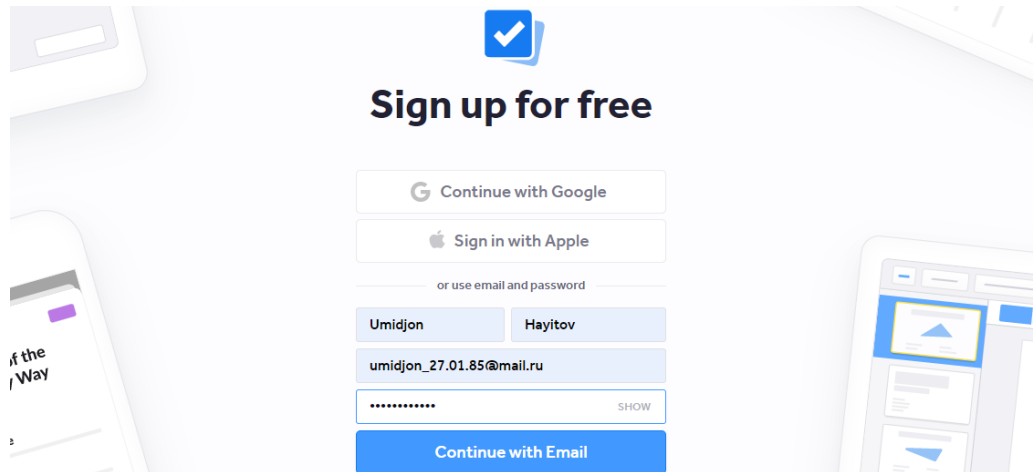 Sign up for free
Continue with Google
Sign in with Apple
or use email and password
Umidjon Hayitov
umidjon_27.01.85@mail.ru
•••••••••••• SHOW
Continue with Email
of the
Way